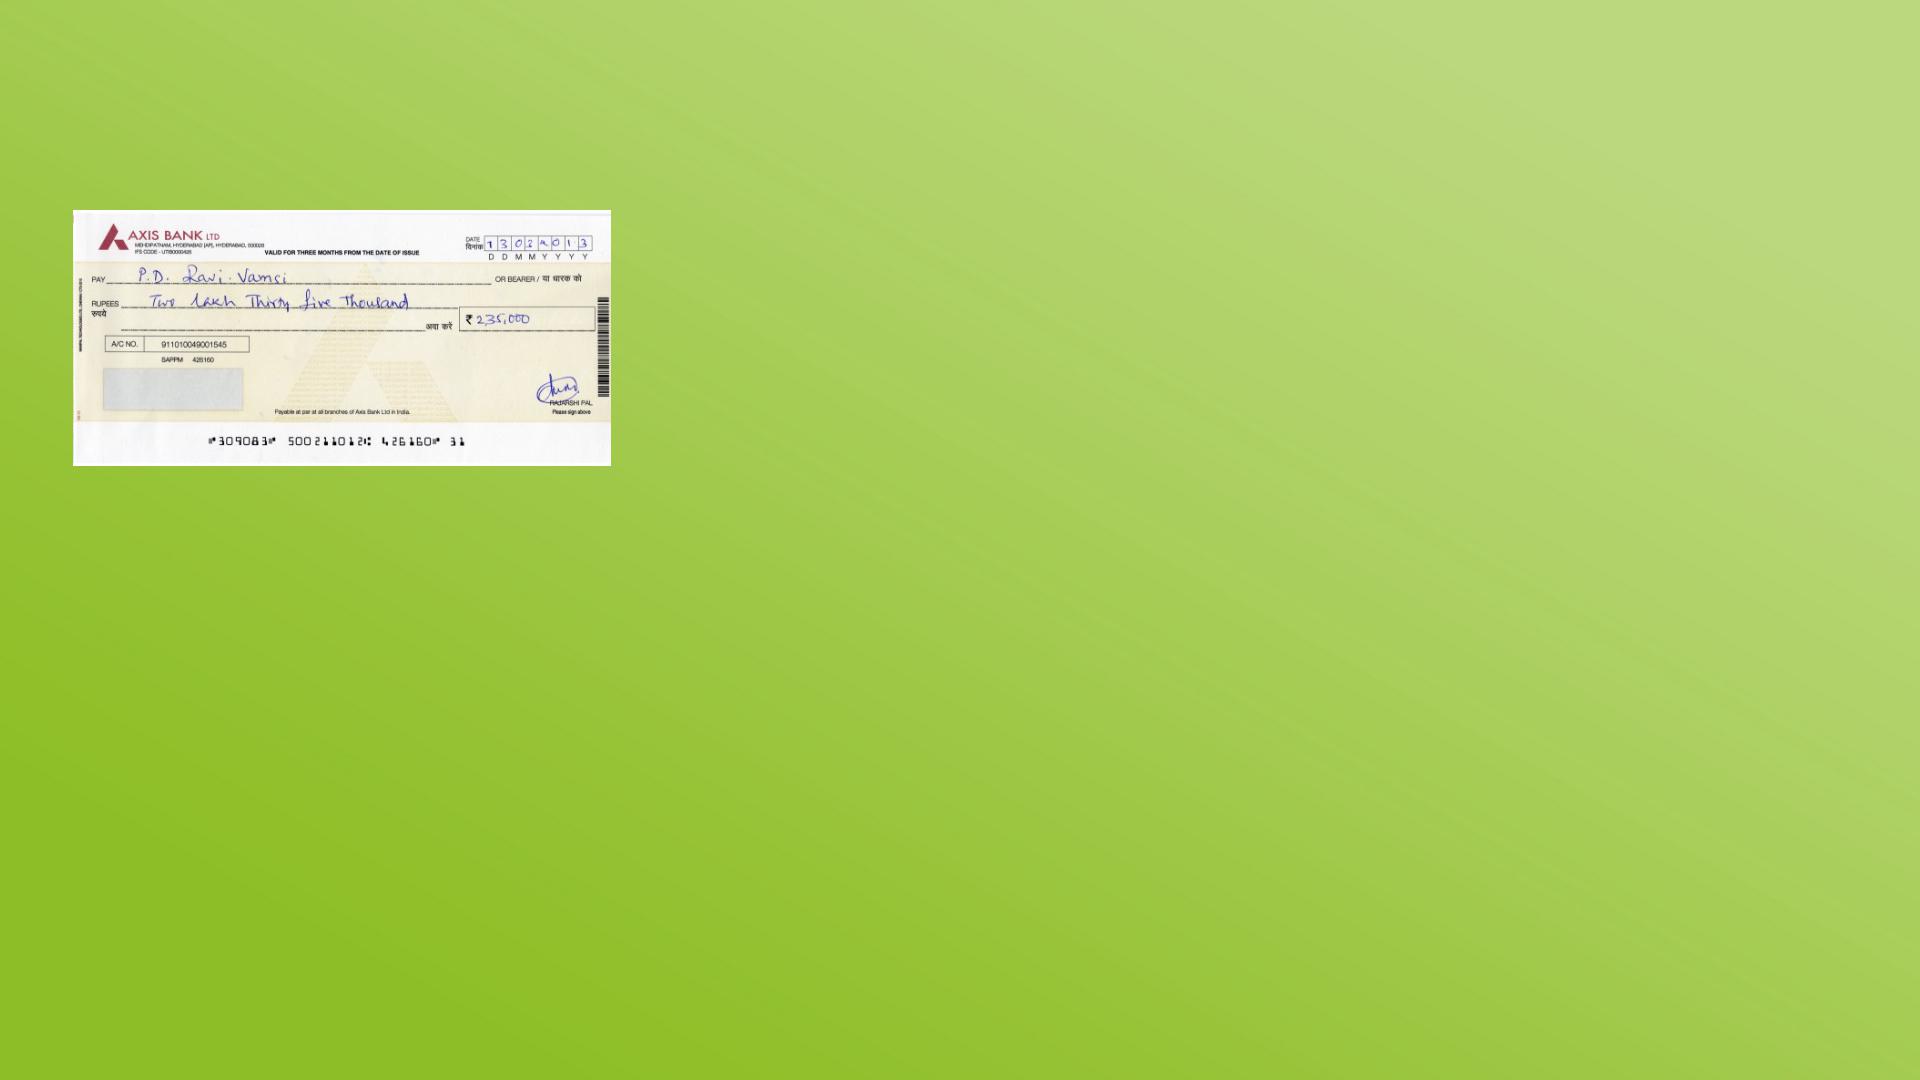 AXIS BANK LTD
MEHDIPATNAM, HYDERABAD [AP], HYDERABAD, 500028
IFS CODE - UTIB0000426
VALID FOR THREE MONTHS FROM THE DATE OF ISSUE
DATE
दिनांक 1 3 0 2 2 0 1 3
D D M M Y Y Y Y
PAY P.D. Ravi Vamsi OR BEARER / या धारक को
RUPEES Two lakh Thirty five Thousand
रुपये
अदा करें ₹ 235,000
A/C NO. 911010049001545
SAPPM 426160
RAJARSHI PAL
Please sign above
Payable at par at all branches of Axis Bank Ltd in India.
⑈309083⑈ 500211012⑆ 426160⑈ 31